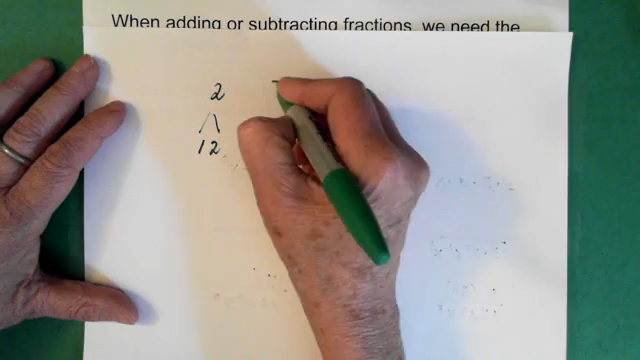 When adding or subtracting fractions, we need the
2
12